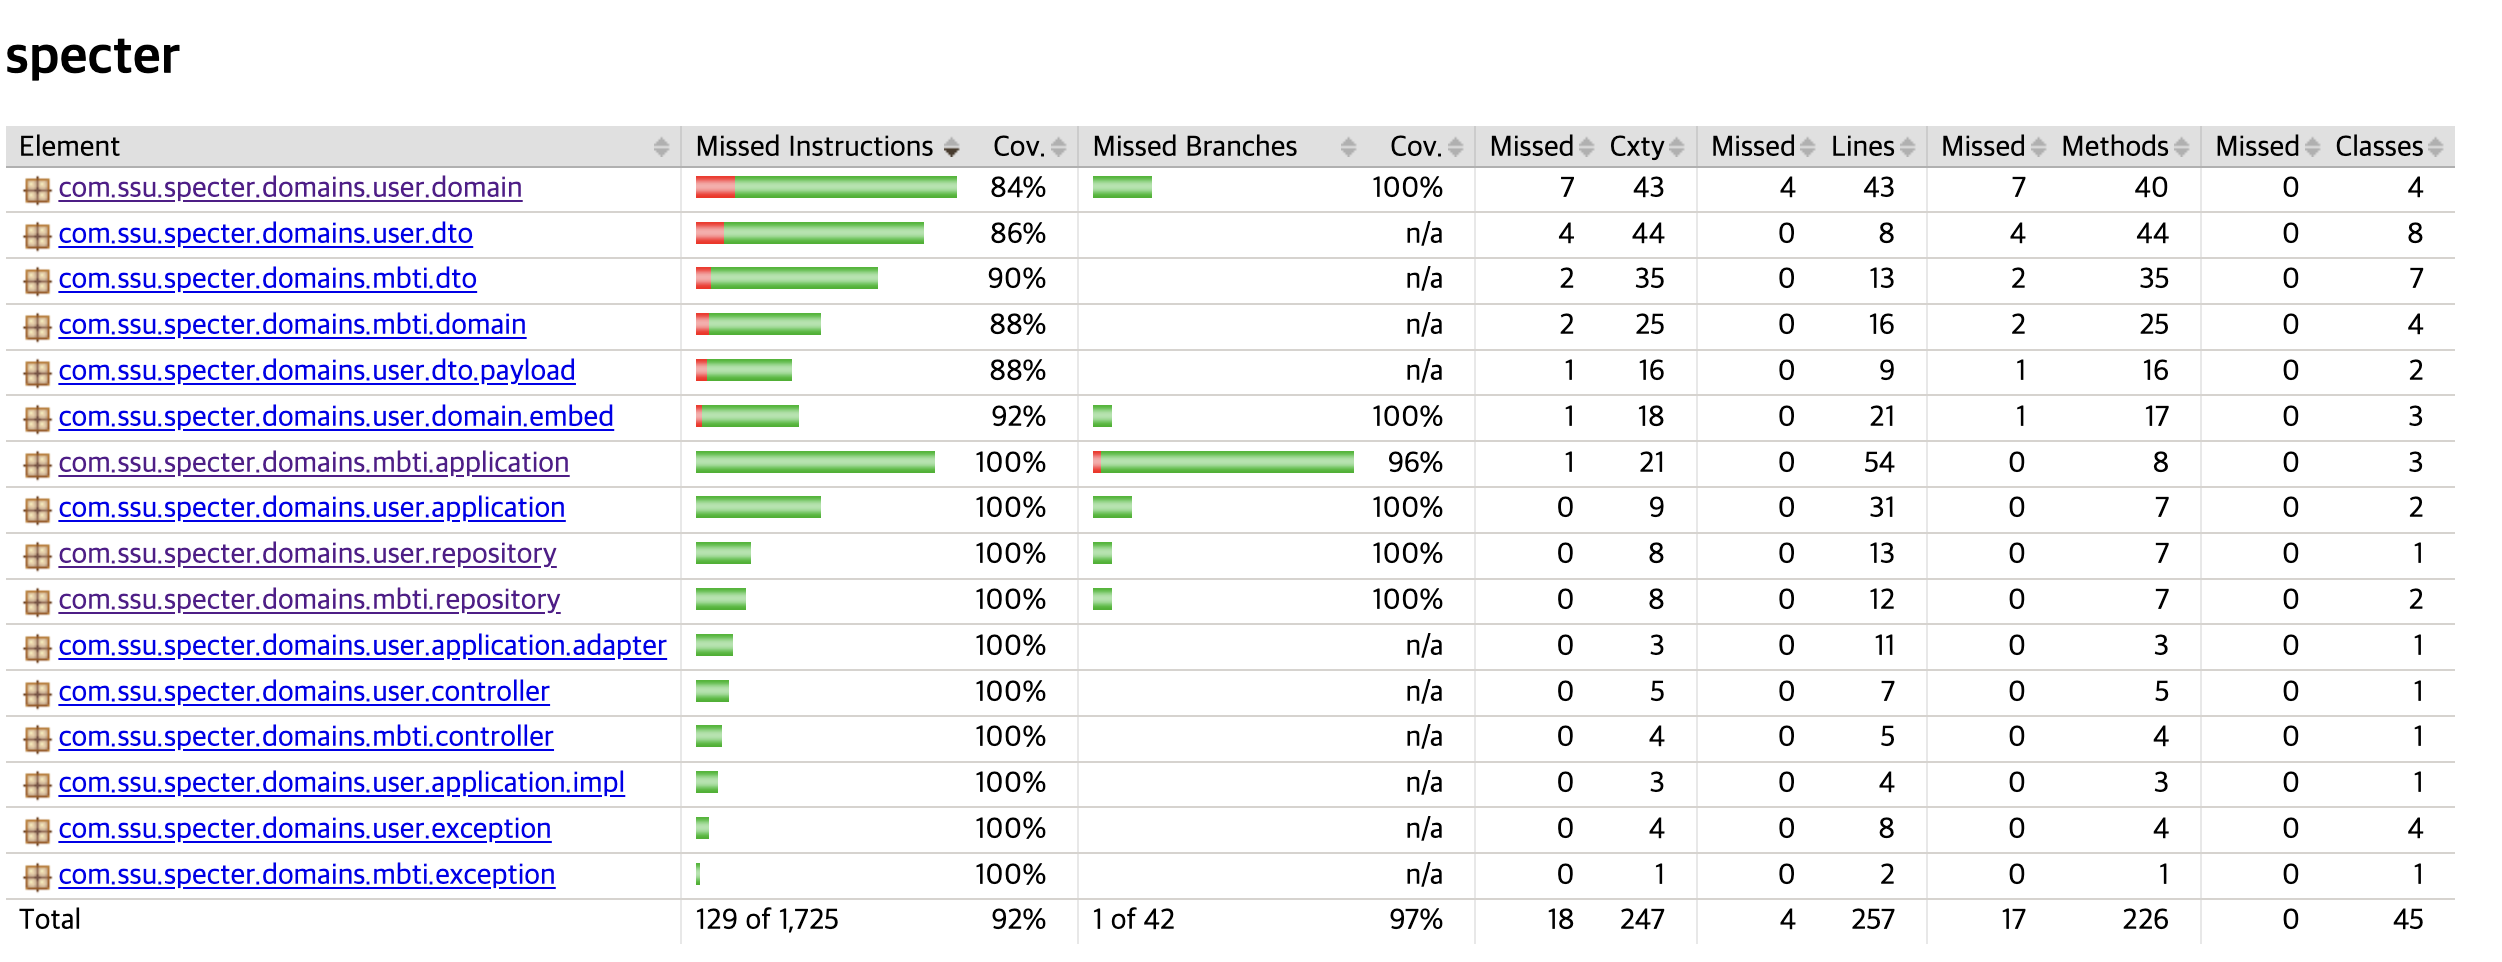 specter
Element Missed Instructions Cov. Missed Branches Cov. Missed Cxty Missed Lines Missed Methods Missed Classes
com.ssu.specter.domains.user.domain 84% 100% 7 43 4 43 7 40 0 4
com.ssu.specter.domains.user.dto 86% n/a 4 44 0 8 4 44 0 8
com.ssu.specter.domains.mbti.dto 90% n/a 2 35 0 13 2 35 0 7
com.ssu.specter.domains.mbti.domain 88% n/a 2 25 0 16 2 25 0 4
com.ssu.specter.domains.user.dto.payload 88% n/a 1 16 0 9 1 16 0 2
com.ssu.specter.domains.user.domain.embed 92% 100% 1 18 0 21 1 17 0 3
com.ssu.specter.domains.mbti.application 100% 96% 1 21 0 54 0 8 0 3
com.ssu.specter.domains.user.application 100% 100% 0 9 0 31 0 7 0 2
com.ssu.specter.domains.user.repository 100% 100% 0 8 0 13 0 7 0 1
com.ssu.specter.domains.mbti.repository 100% 100% 0 8 0 12 0 7 0 2
com.ssu.specter.domains.user.application.adapter 100% n/a 0 3 0 11 0 3 0 1
com.ssu.specter.domains.user.controller 100% n/a 0 5 0 7 0 5 0 1
com.ssu.specter.domains.mbti.controller 100% n/a 0 4 0 5 0 4 0 1
com.ssu.specter.domains.user.application.impl 100% n/a 0 3 0 4 0 3 0 1
com.ssu.specter.domains.user.exception 100% n/a 0 4 0 8 0 4 0 4
com.ssu.specter.domains.mbti.exception 100% n/a 0 1 0 2 0 1 0 1
Total 129 of 1,725 92% 1 of 42 97% 18 247 4 257 17 226 0 45